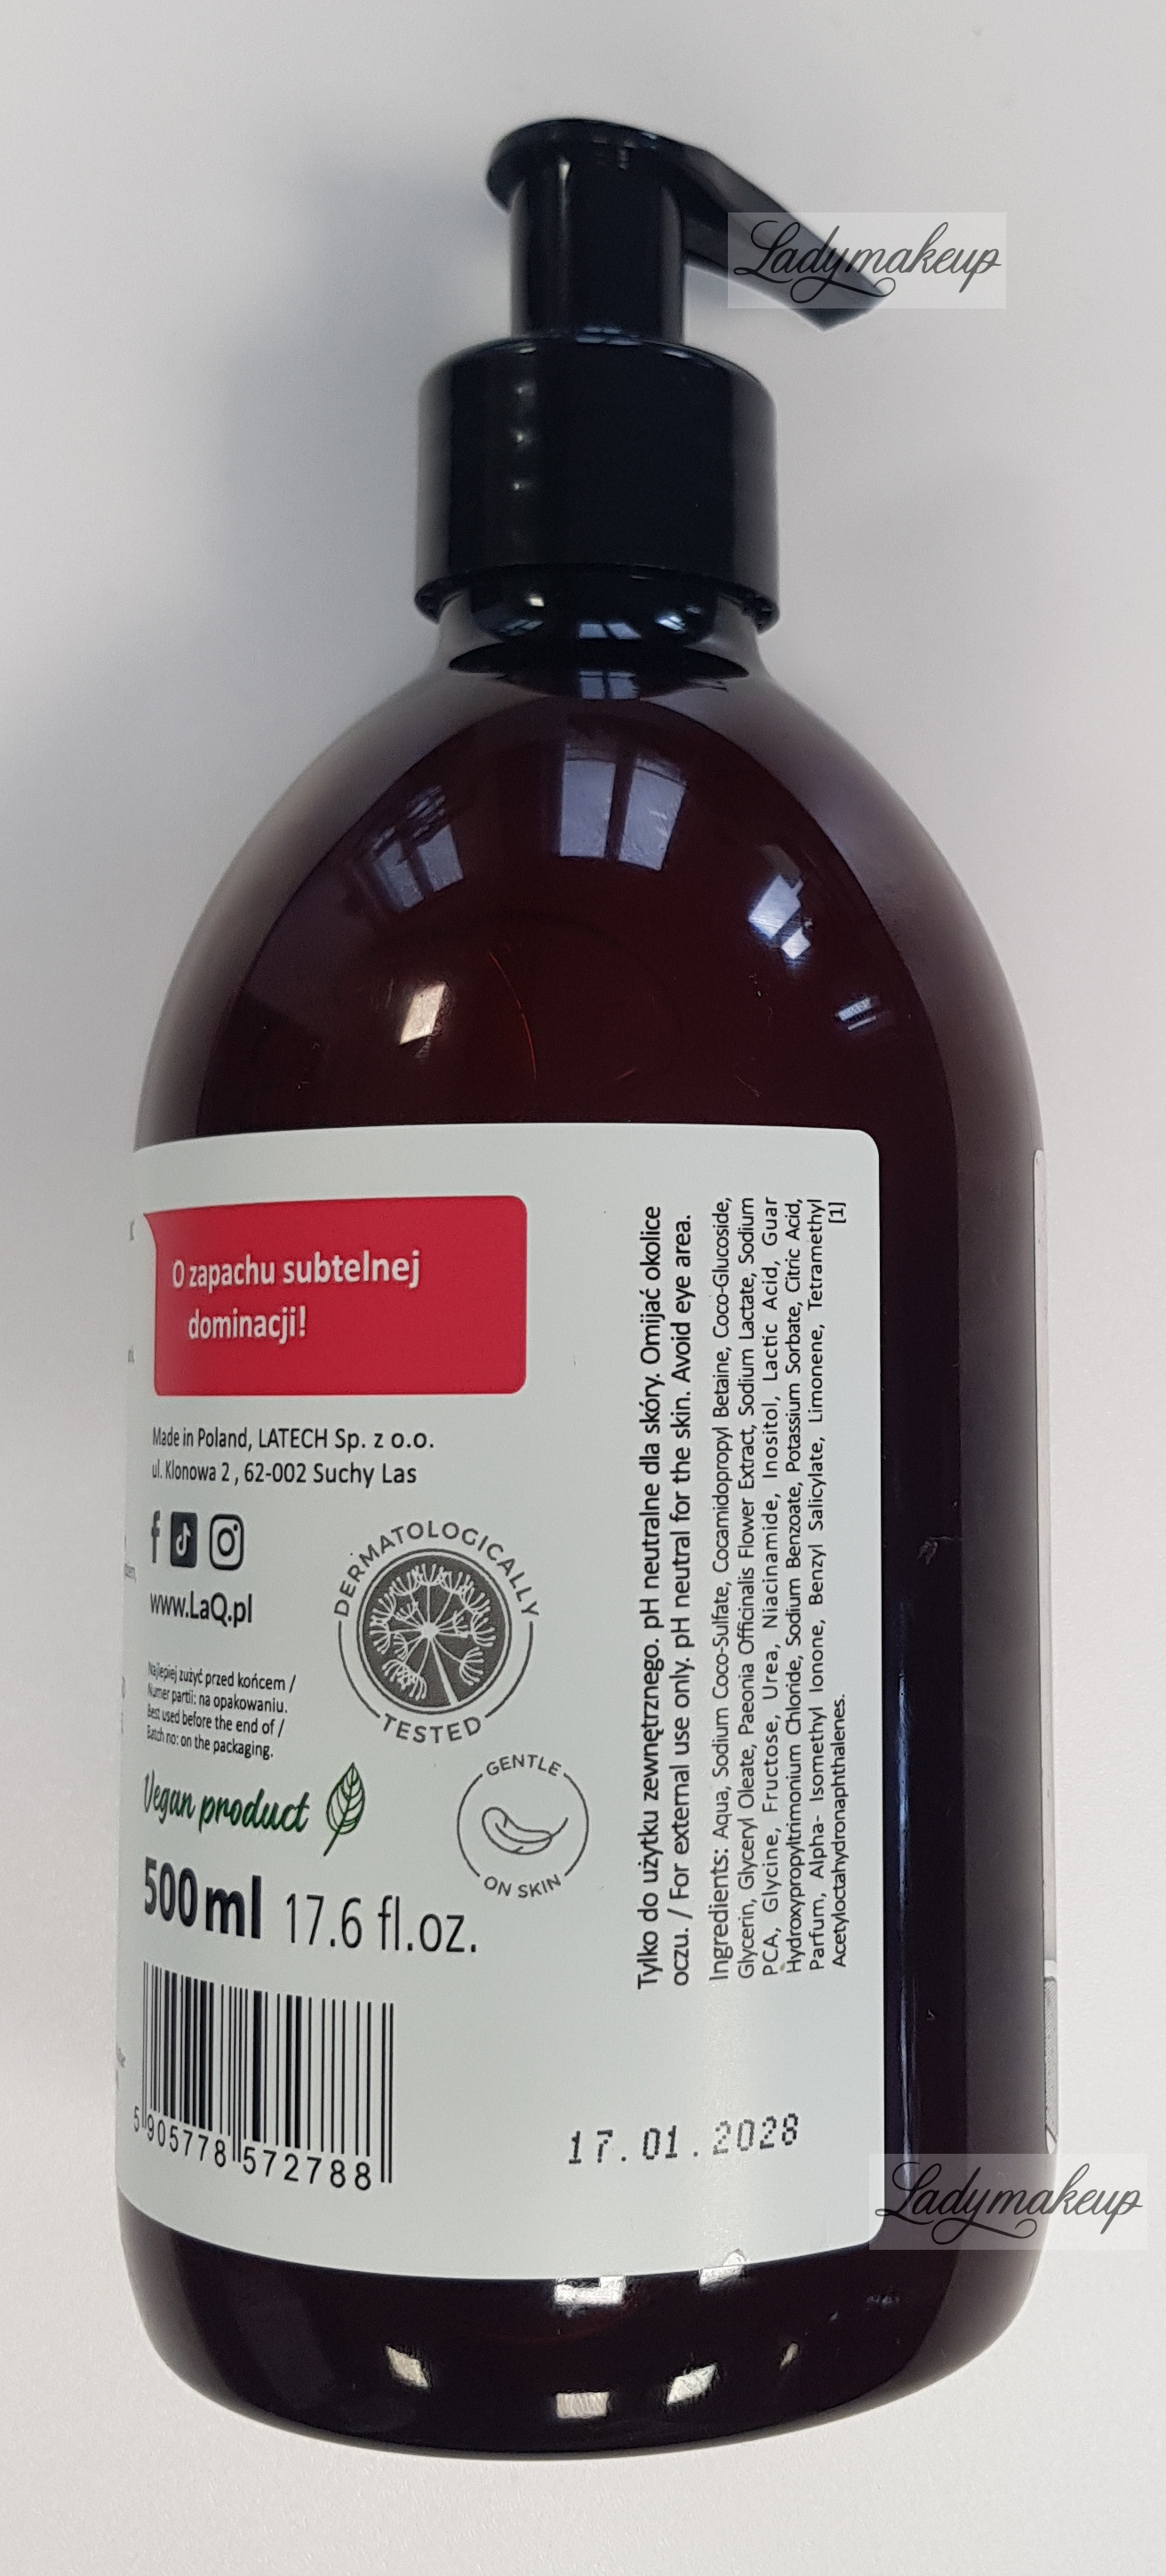 Ladymakeup
O zapachu subtelnej
dominacji!
Made in Poland, LATECH Sp. z o.o.
ul. Klonowa 2 , 62-002 Suchy Las
www.LaQ.pl
DERMATOLOGICALLY
TESTED
Najlepiej zużyć przed końcem /
Numer partii: na opakowaniu.
Best used before the end of /
Batch no: on the packaging.
Vegan product
GENTLE
ON SKIN
500 ml 17.6 fl.oz.
5 905778 572788
Tylko do użytku zewnętrznego. pH neutralne dla skóry. Omijać okolice
oczu. / For external use only. pH neutral for the skin. Avoid eye area.
Ingredients: Aqua, Sodium Coco-Sulfate, Cocamidopropyl Betaine, Coco-Glucoside,
Glycerin, Glyceryl Oleate, Paeonia Officinalis Flower Extract, Sodium Lactate, Sodium
PCA, Glycine, Fructose, Urea, Niacinamide, Inositol, Lactic Acid, Guar
Hydroxypropyltrimonium Chloride, Sodium Benzoate, Potassium Sorbate, Citric Acid,
Parfum, Alpha- Isomethyl Ionone, Benzyl Salicylate, Limonene, Tetramethyl
Acetyloctahydronaphthalenes. [1]
17.01.2028
Ladymakeup